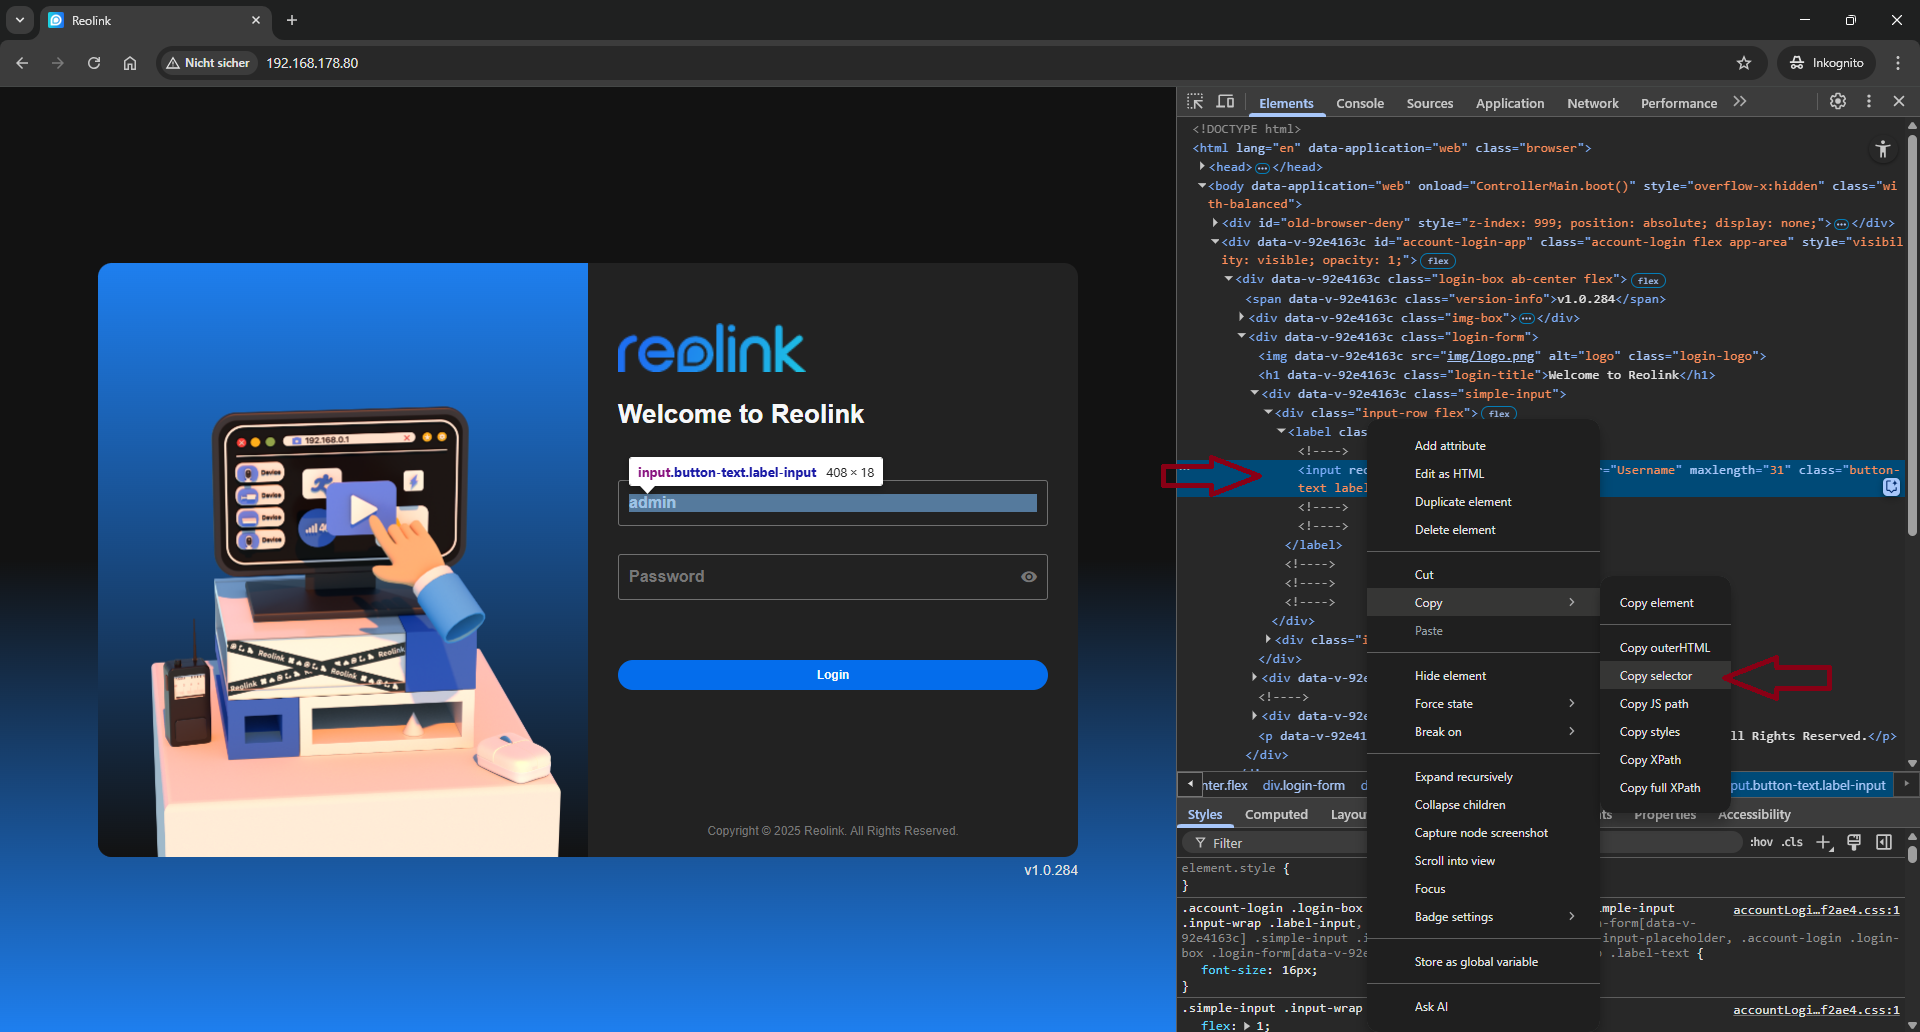 Reolink
Nicht sicher
192.168.178.80
Inkognito
Elements
Console
Sources
Application
Network
Performance
<!DOCTYPE html>
<html lang="en" data-application="web" class="browser">
<head> </head>
<body data-application="web" onload="ControllerMain.boot()" style="overflow-x:hidden" class="wi
th-balanced">
<div id="old-browser-deny" style="z-index: 999; position: absolute; display: none;"> </div>
<div data-v-92e4163c id="account-login-app" class="account-login flex app-area" style="visibil
ity: visible; opacity: 1;"> flex
<div data-v-92e4163c class="login-box ab-center flex"> flex
<span data-v-92e4163c class="version-info">v1.0.284</span>
<div data-v-92e4163c class="img-box"> </div>
<div data-v-92e4163c class="login-form">
<img data-v-92e4163c src="img/logo.png" alt="logo" class="login-logo">
<h1 data-v-92e4163c class="login-title">Welcome to Reolink</h1>
<div class="simple-input">
<div class="input-row flex"> flex
<label clas
<!---->
<input rec
="Username" maxlength="31" class="button-
text label
<!---->
<!---->
</label>
<!---->
<!---->
<!---->
</div>
<div class="i
</div>
<div data-v-92e
<!---->
<div data-v-92e
<p data-v-92e41
ll Rights Reserved.</p>
</div>
reolink
Welcome to Reolink
input.button-text.label-input 408 × 18
admin
Password
Login
Copyright © 2025 Reolink. All Rights Reserved.
v1.0.284
192.168.0.1
Device
Device
Device
Device
4G
Reolink
Reolink
Reolink
Add attribute
Edit as HTML
Duplicate element
Delete element
Cut
Copy
Paste
Hide element
Force state
Break on
Expand recursively
Collapse children
Capture node screenshot
Scroll into view
Focus
Badge settings
Store as global variable
Ask AI
Copy element
Copy outerHTML
Copy selector
Copy JS path
Copy styles
Copy XPath
Copy full XPath
nter.flex
div.login-form
d
put.button-text.label-input
Styles
Computed
Layou
ts
Properties
Accessibility
Filter
:hov
.cls
element.style {
}
.account-login .login-box
mple-input
accountLogi…f2ae4.css:1
.input-wrap .label-input,
n-form[data-v-
92e4163c] .simple-input .i
input-placeholder, .account-login .login-
box .login-form[data-v-92e
.label-text {
font-size: 16px;
}
.simple-input .input-wrap
accountLogi…f2ae4.css:1
flex: 1;